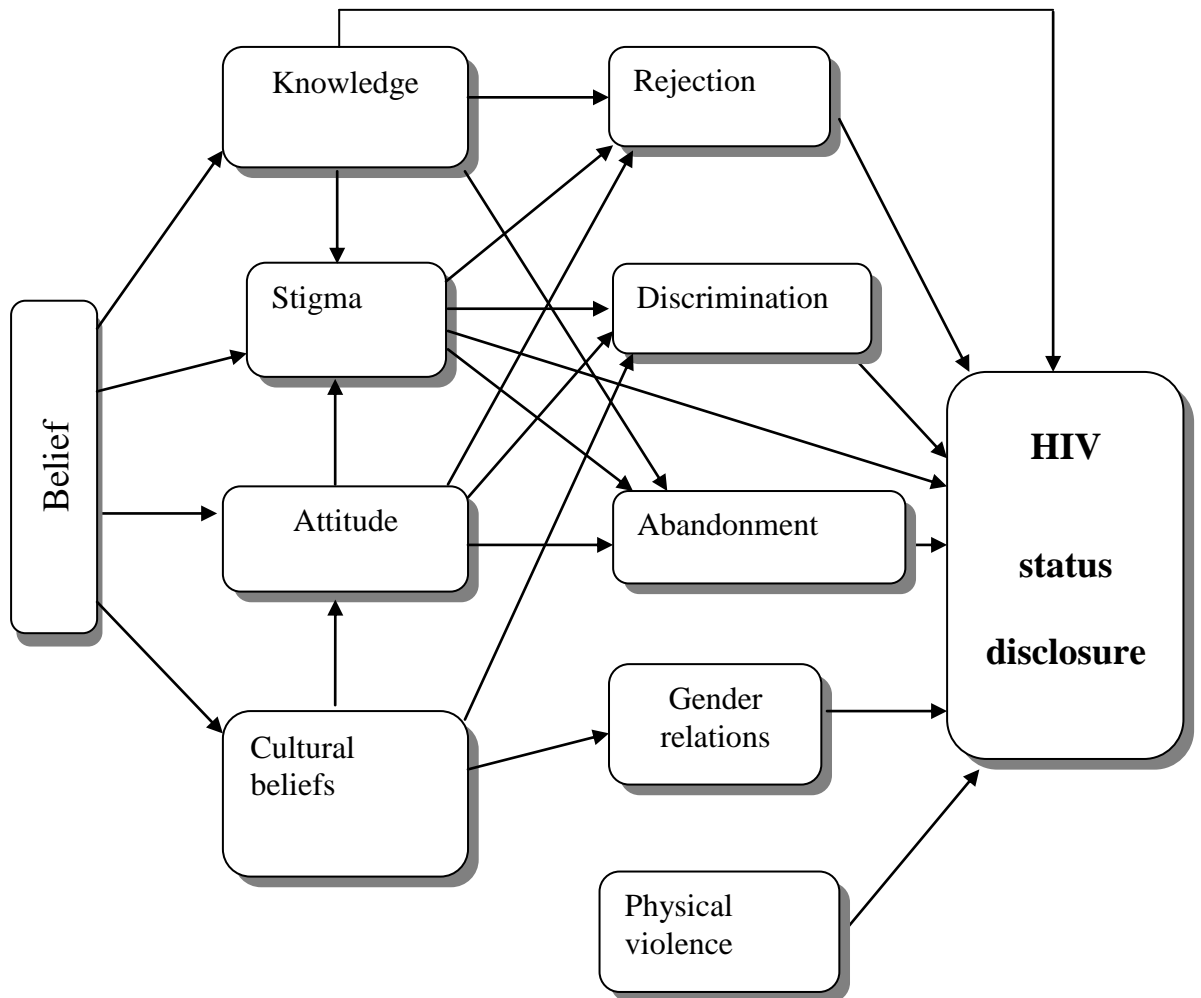 Knowledge
Rejection
Stigma
Discrimination
Belief
HIV
status
disclosure
Attitude
Abandonment
Cultural
beliefs
Gender
relations
Physical
violence